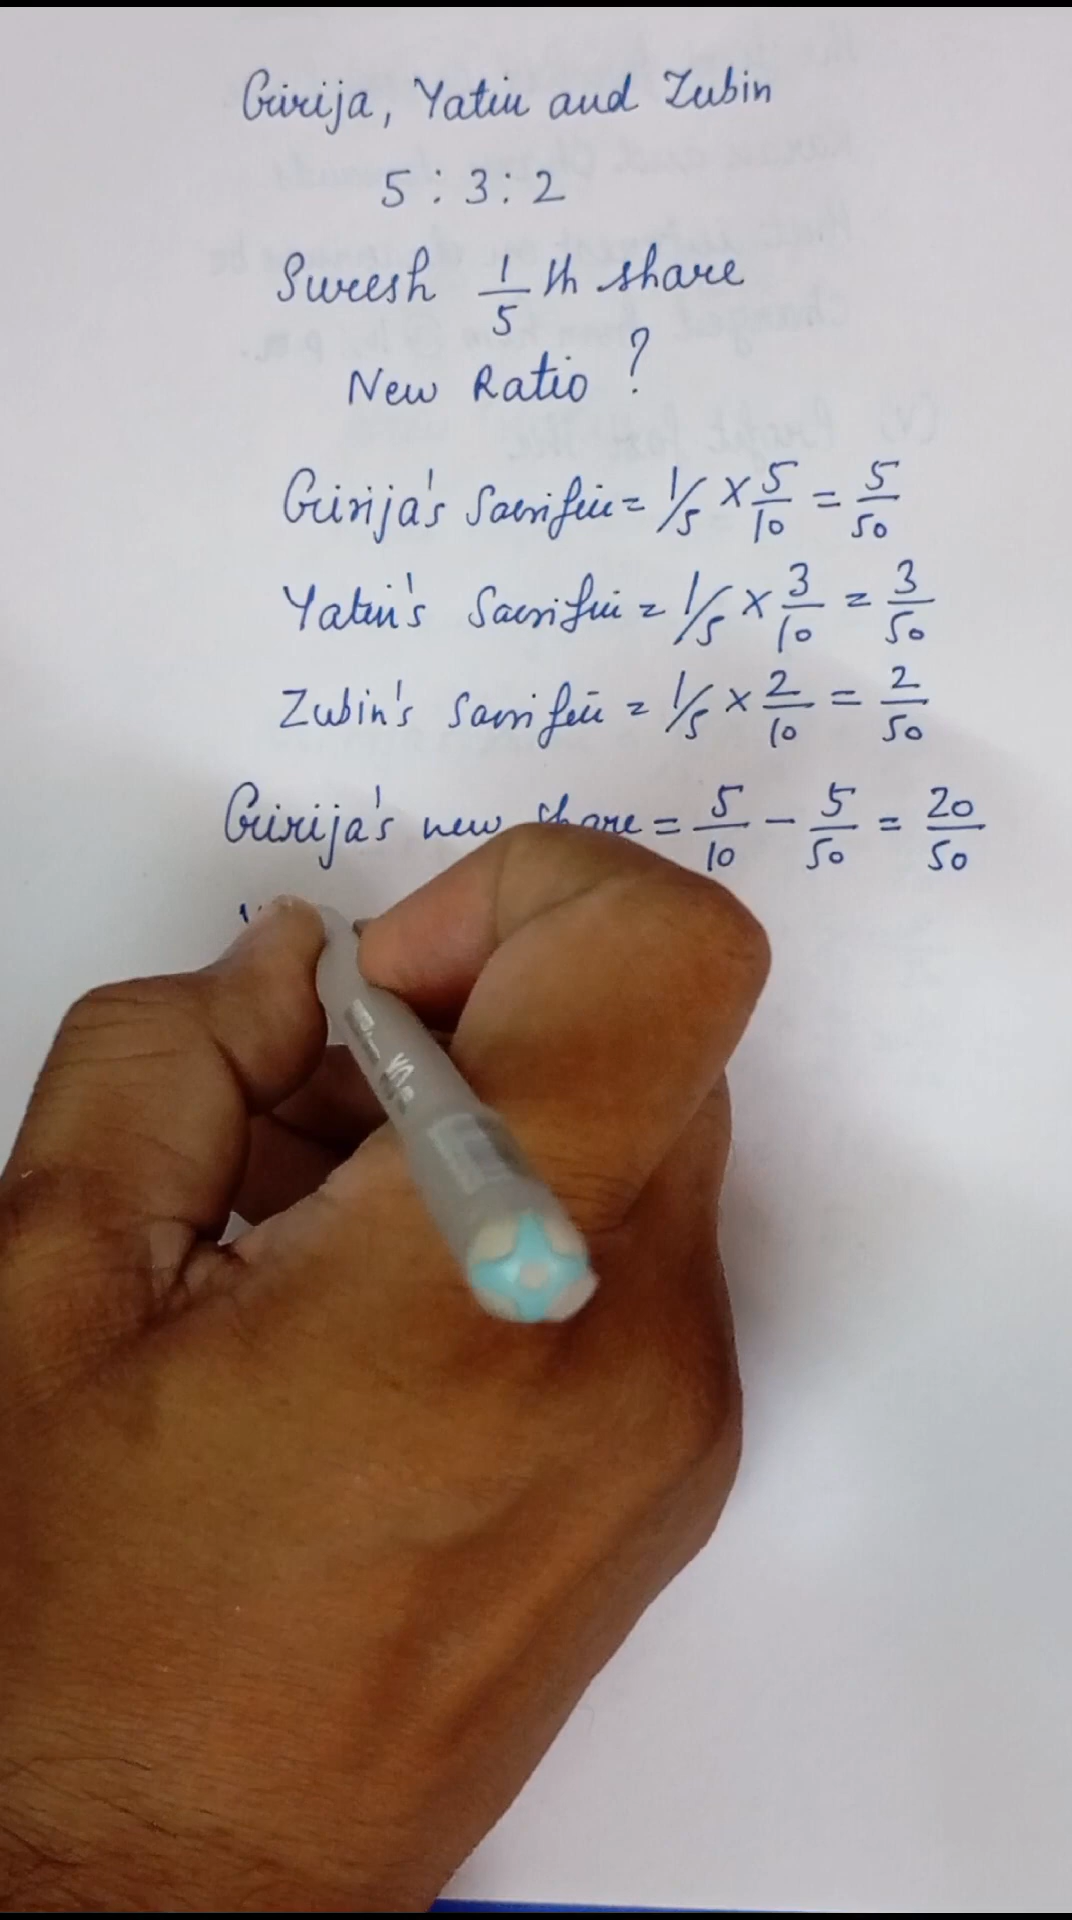 Girija, Yatin and Zubin
5 : 3 : 2
Suresh 1/5 th share
New Ratio ?
Girija's Sacrifice = 1/5 × 5/10 = 5/50
Yatin's Sacrifice = 1/5 × 3/10 = 3/50
Zubin's Sacrifice = 1/5 × 2/10 = 2/50
Girija's new share = 5/10 - 5/50 = 20/50